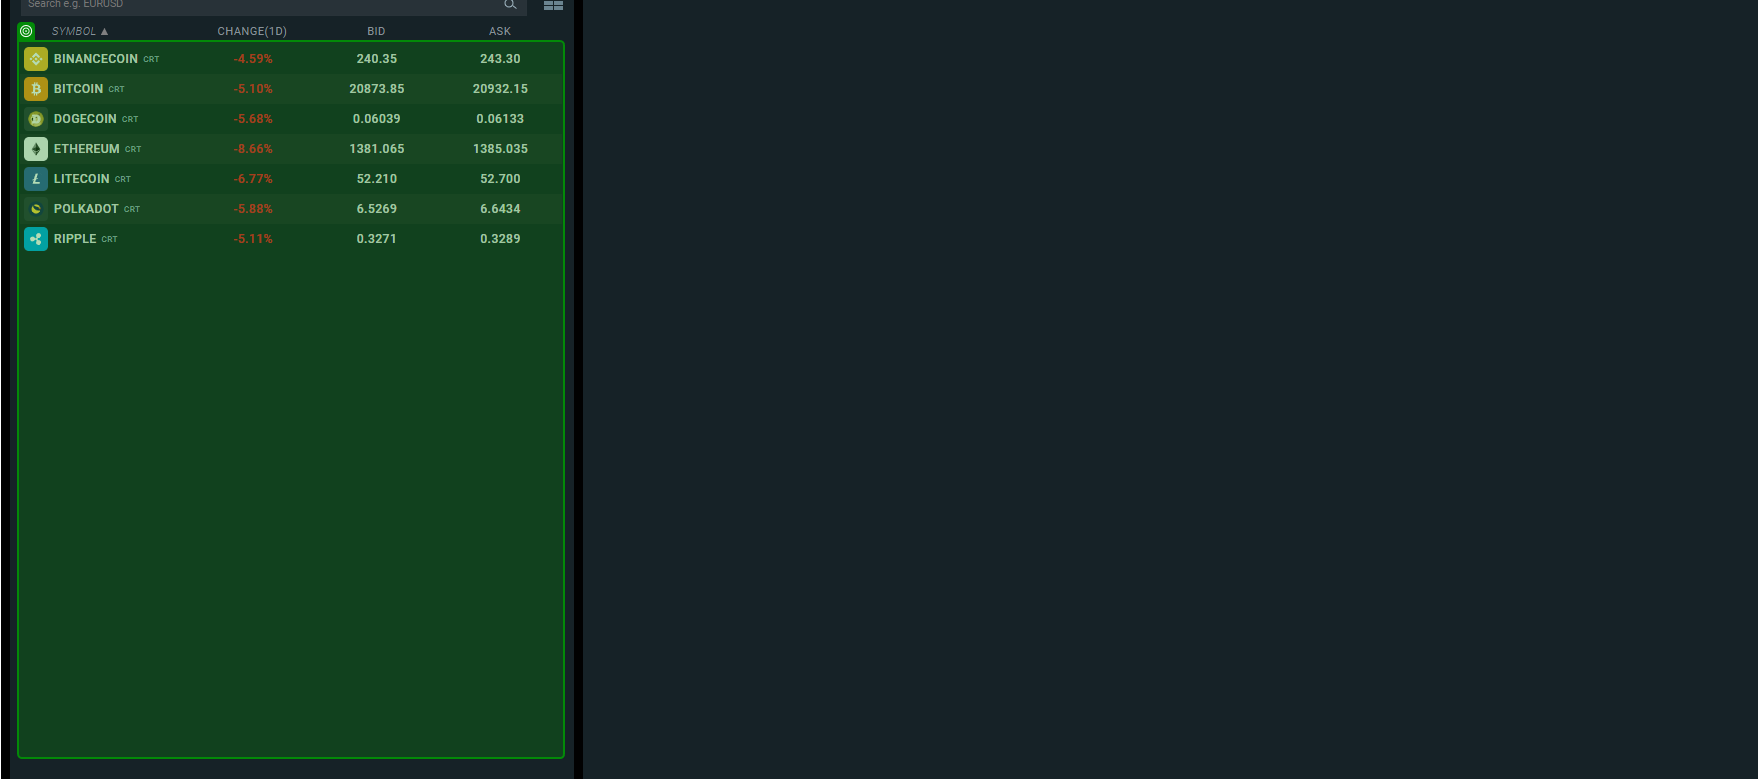 Search e.g. EURUSD
SYMBOL ▲ CHANGE(1D) BID ASK
BINANCECOIN CRT -4.59% 240.35 243.30
BITCOIN CRT -5.10% 20873.85 20932.15
DOGECOIN CRT -5.68% 0.06039 0.06133
ETHEREUM CRT -8.66% 1381.065 1385.035
LITECOIN CRT -6.77% 52.210 52.700
POLKADOT CRT -5.88% 6.5269 6.6434
RIPPLE CRT -5.11% 0.3271 0.3289